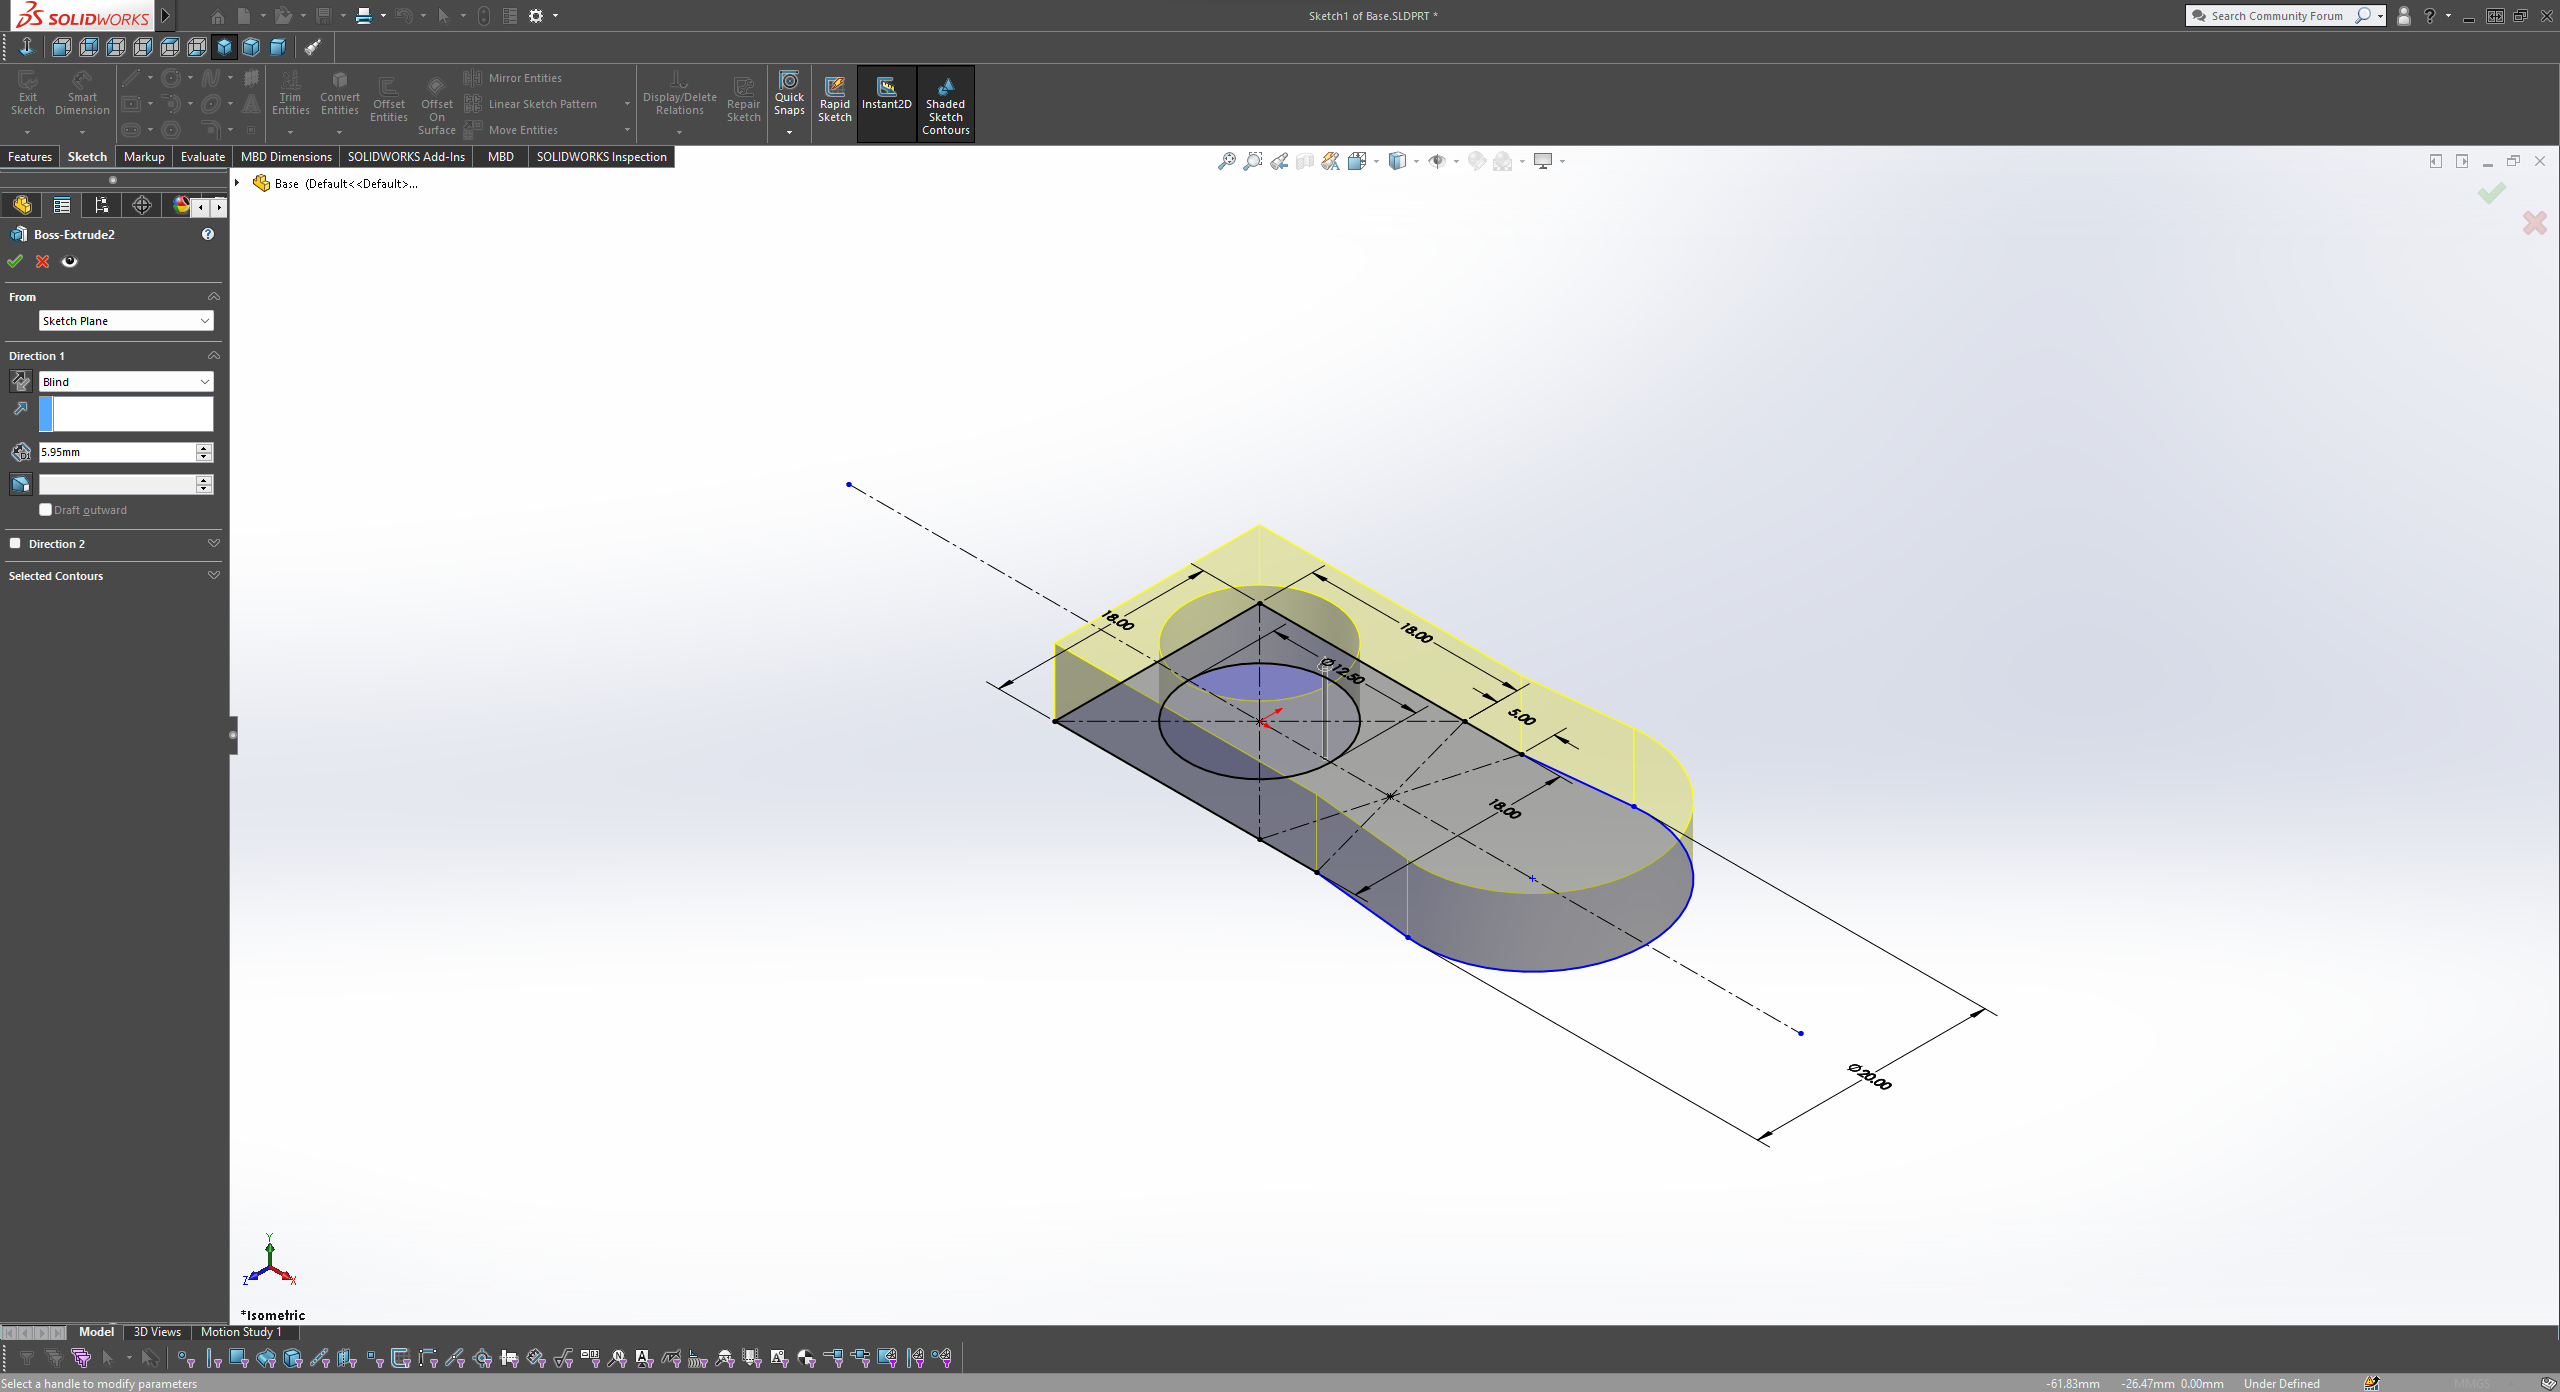 SOLIDWORKS
Sketch1 of Base.SLDPRT *
Search Community Forum
Exit Sketch
Smart Dimension
Trim Entities
Convert Entities
Offset Entities
Offset On Surface
Mirror Entities
Linear Sketch Pattern
Move Entities
Display/Delete Relations
Repair Sketch
Quick Snaps
Rapid Sketch
Instant2D
Shaded Sketch Contours
Features
Sketch
Markup
Evaluate
MBD Dimensions
SOLIDWORKS Add-Ins
MBD
SOLIDWORKS Inspection
Base (Default<<Default>...
Boss-Extrude2
From
Sketch Plane
Direction 1
Blind
5.95mm
Draft outward
Direction 2
Selected Contours
18.00
18.00
Ø12.50
5.00
18.00
Ø20.00
Y
Z
X
*Isometric
Model
3D Views
Motion Study 1
Select a handle to modify parameters
-61.83mm
-26.47mm
0.00mm
Under Defined
MMGS